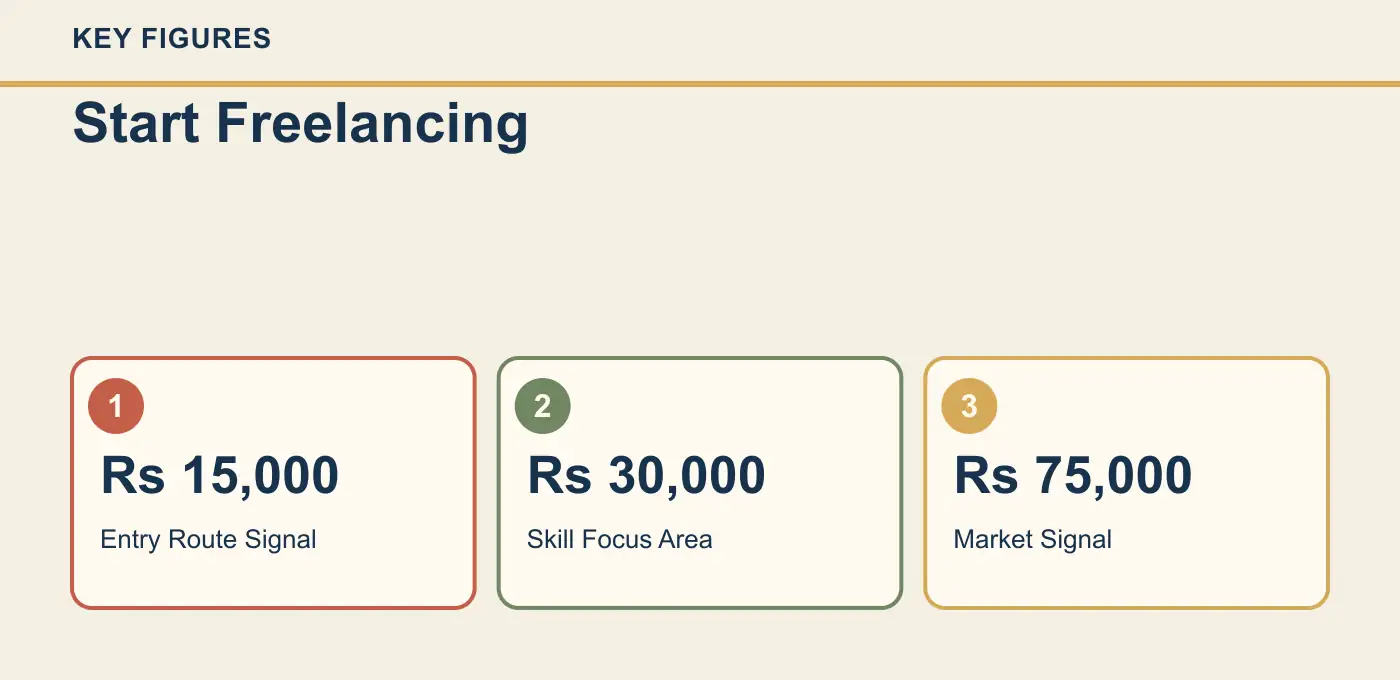 KEY FIGURES
Start Freelancing
1
Rs 15,000
Entry Route Signal
2
Rs 30,000
Skill Focus Area
3
Rs 75,000
Market Signal